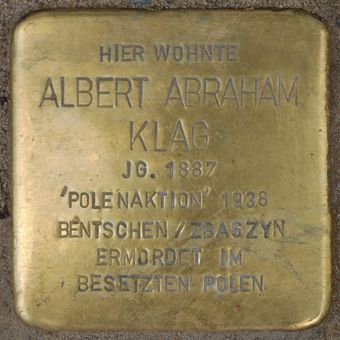 HIER WOHNTE
ALBERT ABRAHAM
KLAG
JG. 1887
'POLENAKTION' 1938
BENTSCHEN / ZBASZYN
ERMORDET IM
BESETZTEN POLEN